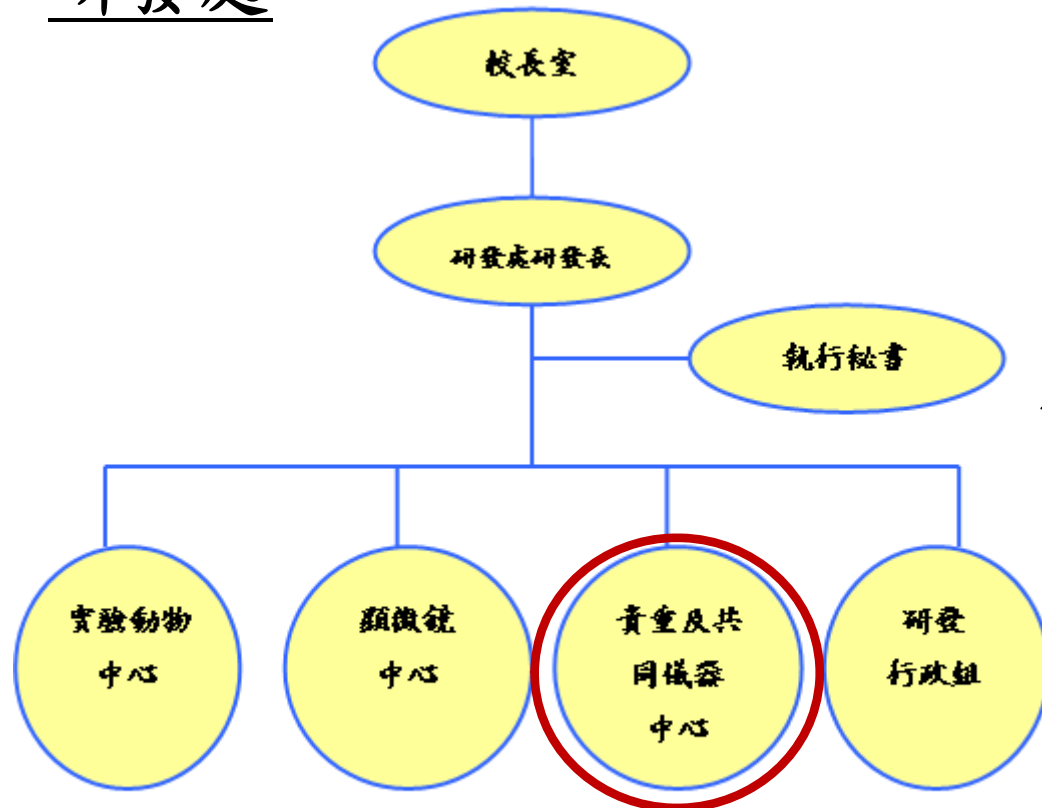 校長室
研發處研發長
執行秘書
實驗動物
中心
顯微鏡
中心
貴重及共
同儀器
中心
研發
行政組